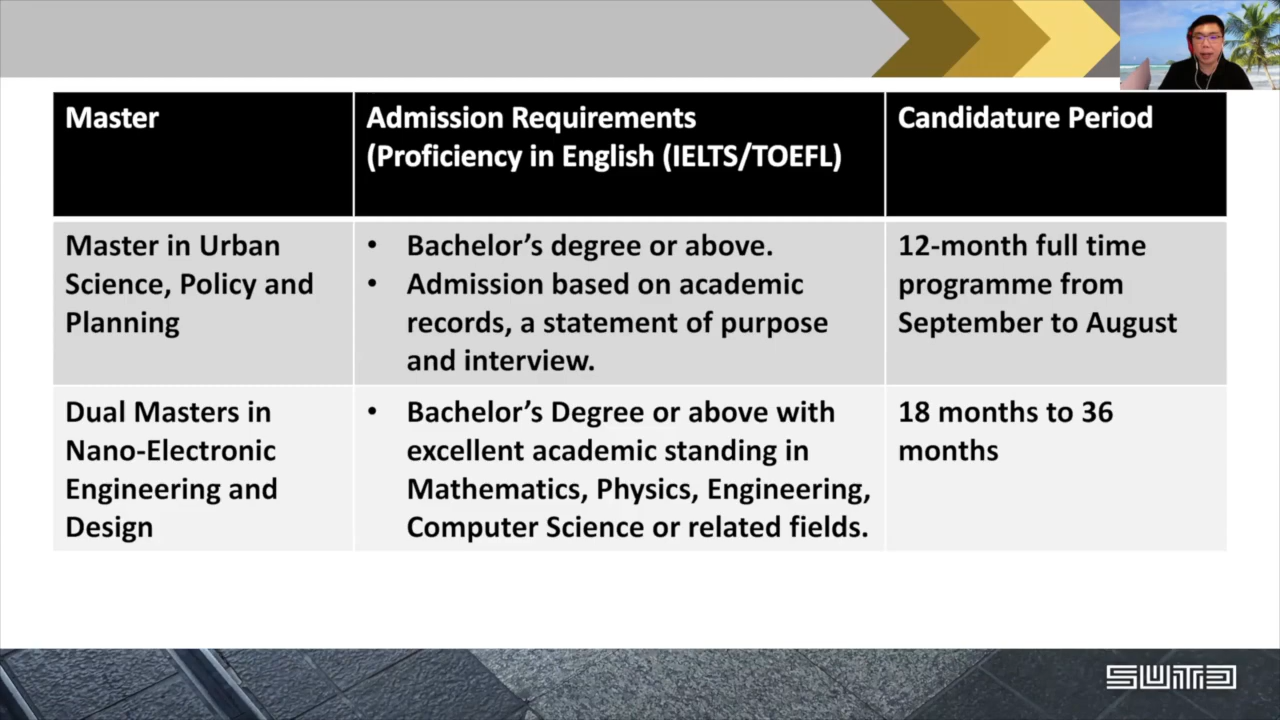 Master
Admission Requirements
(Proficiency in English (IELTS/TOEFL)
Candidature Period
Master in Urban
Science, Policy and
Planning
• Bachelor’s degree or above.
• Admission based on academic
records, a statement of purpose
and interview.
12-month full time
programme from
September to August
Dual Masters in
Nano-Electronic
Engineering and
Design
• Bachelor’s Degree or above with
excellent academic standing in
Mathematics, Physics, Engineering,
Computer Science or related fields.
18 months to 36
months
SUTD